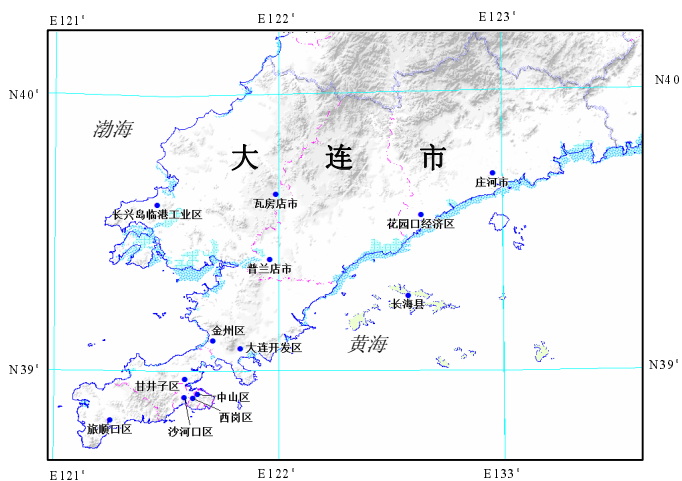 E121° E122° E123°
N40° N40
渤海
大 连 市
庄河市
瓦房店市
长兴岛临港工业区
花园口经济区
普兰店市
长海县
金州区
黄海
大连开发区
N39° N39°
甘井子区
中山区
西岗区
旅顺口区
沙河口区
E121° E122° E133°